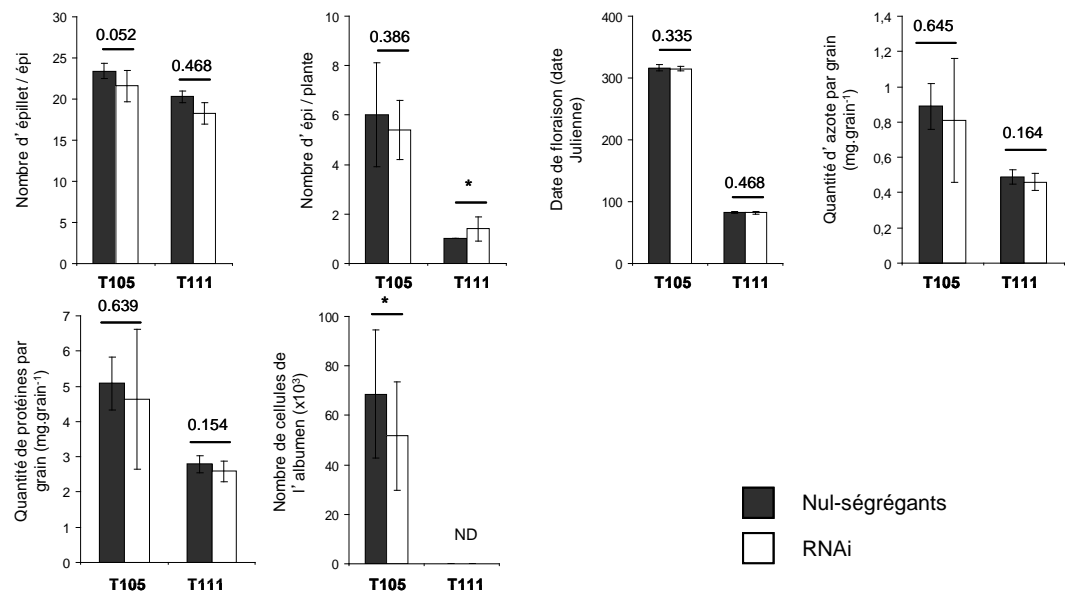 Nombre d' épillet / épi
30
25
20
15
10
5
0
0.052
0.468
T105 T111
Nombre d' épi / plante
8
6
4
2
0
0.386
*
T105 T111
Date de floraison (date
Julienne)
400
300
200
100
0
0.335
0.468
T105 T111
Quantité d' azote par grain
(mg.grain-1)
1,4
1,2
1
0,8
0,6
0,4
0,2
0
0.645
0.164
T105 T111
Quantité de protéines par
grain (mg.grain-1)
7
6
5
4
3
2
1
0
0.639
0.154
T105 T111
Nombre de cellules de
l' albumen (x10³)
100
80
60
40
20
0
*
ND
T105 T111
Nul-ségrégants
RNAi